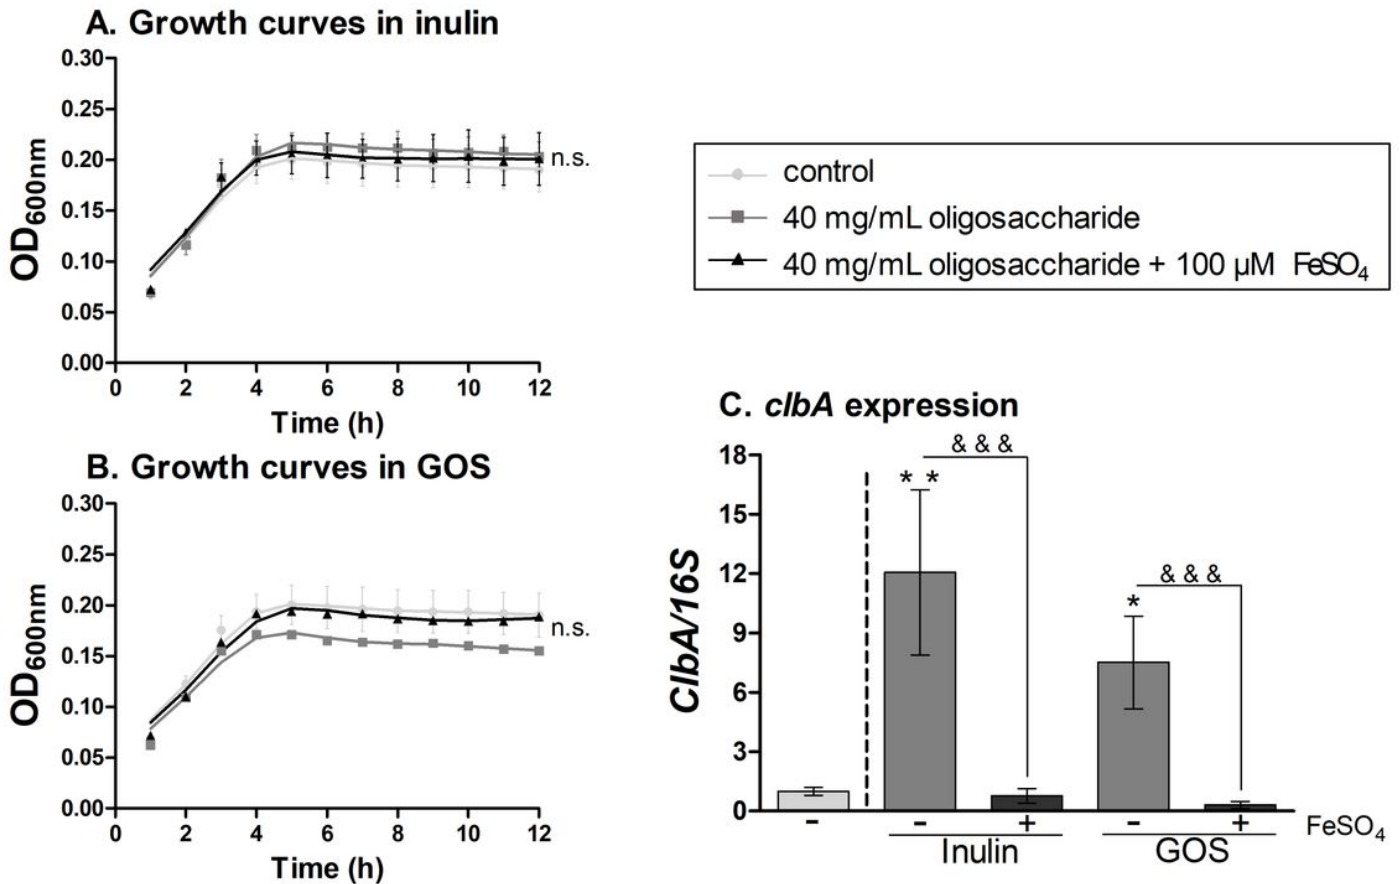 A. Growth curves in inulin
0.30
0.25
0.20
0.15
0.10
0.05
0.00
OD600nm
n.s.
0 2 4 6 8 10 12
Time (h)
control
40 mg/mL oligosaccharide
40 mg/mL oligosaccharide + 100 µM FeSO4
B. Growth curves in GOS
0.30
0.25
0.20
0.15
0.10
0.05
0.00
OD600nm
n.s.
0 2 4 6 8 10 12
Time (h)
C. clbA expression
18
15
12
9
6
3
0
ClbA/16S
& & &
* *
& & &
*
- - + - + FeSO4
Inulin GOS